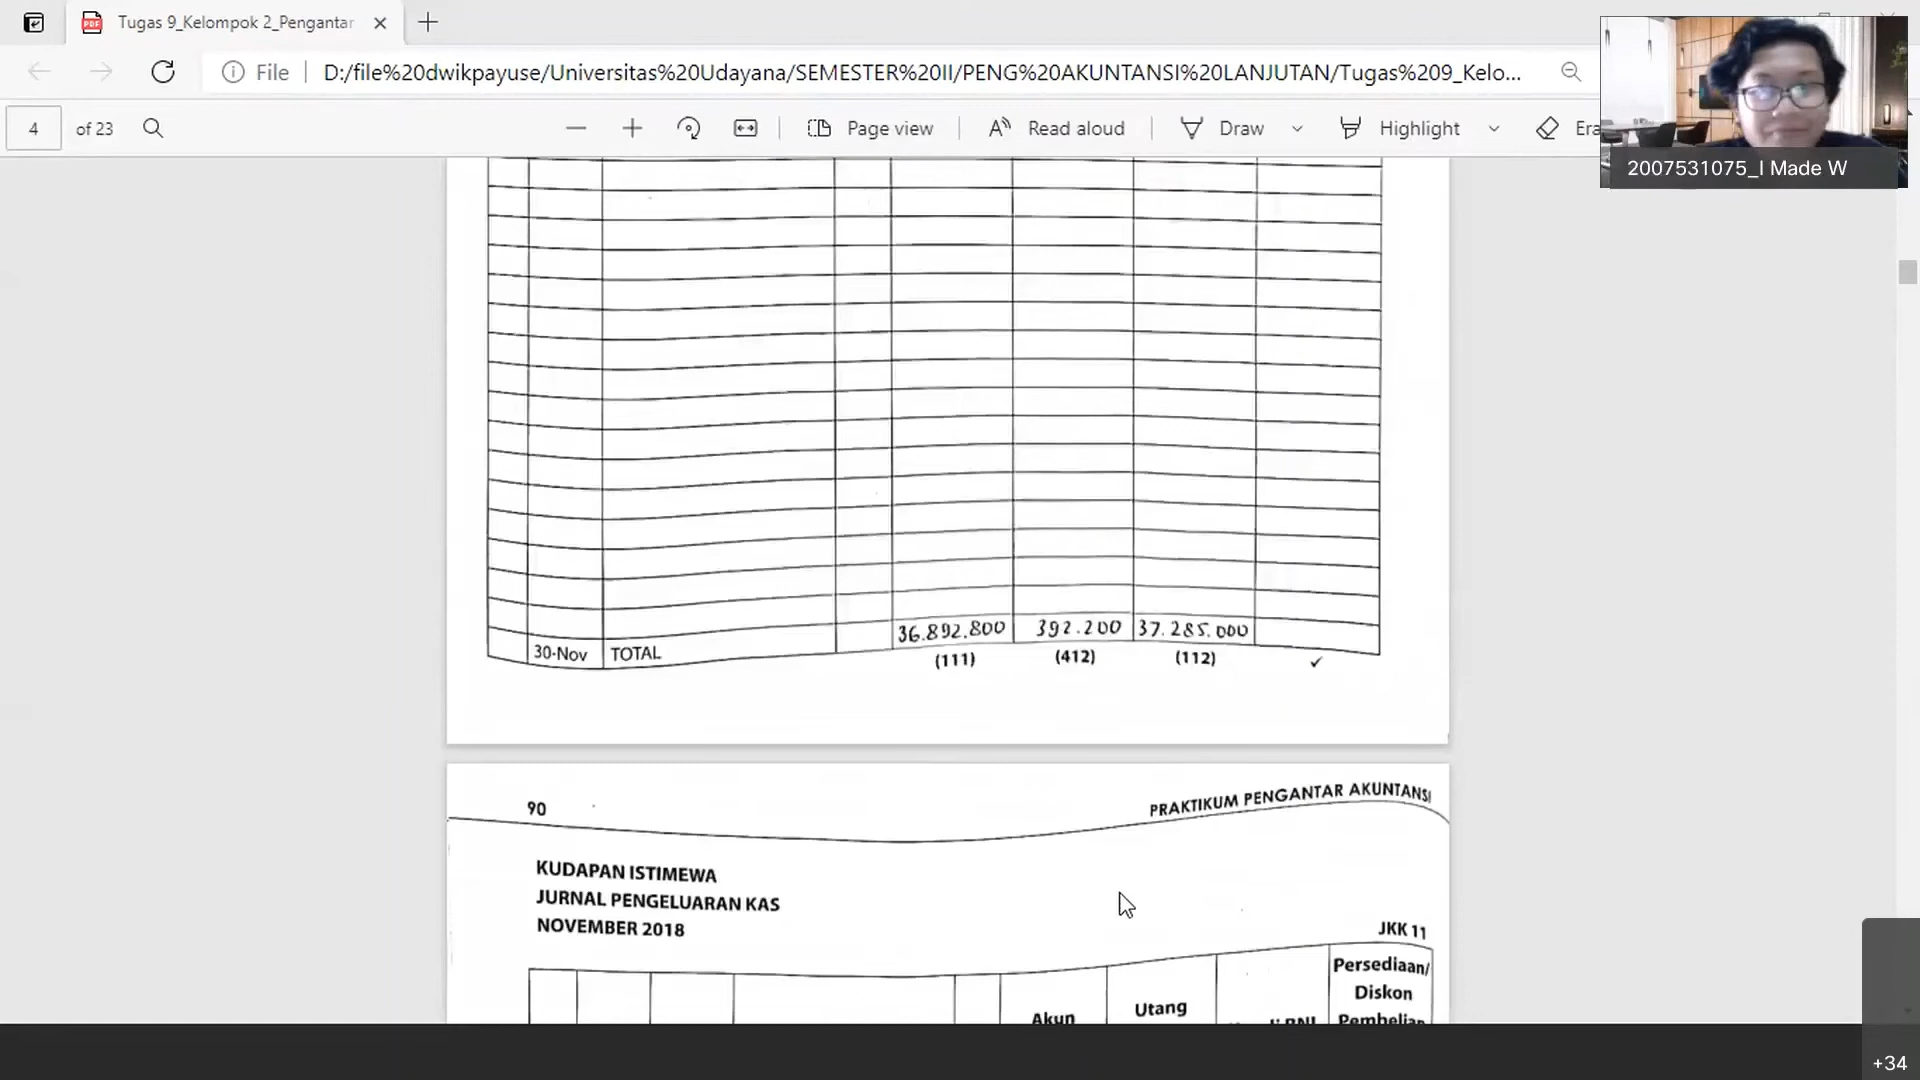 Tugas 9_Kelompok 2_Pengantar
File
D:/file%20dwikpayuse/Universitas%20Udayana/SEMESTER%20II/PENG%20AKUNTANSI%20LANJUTAN/Tugas%209_Kelo...
4 of 23
Page view
Read aloud
Draw
Highlight
Era
2007531075_I Made W
36.892.800 392.200 37.285.000
30-Nov TOTAL
(111) (412) (112) ✓
90
PRAKTIKUM PENGANTAR AKUNTANSI
KUDAPAN ISTIMEWA
JURNAL PENGELUARAN KAS
NOVEMBER 2018
JKK 11
Persediaan/
Diskon
Pembelian
Utang
Akun
+34